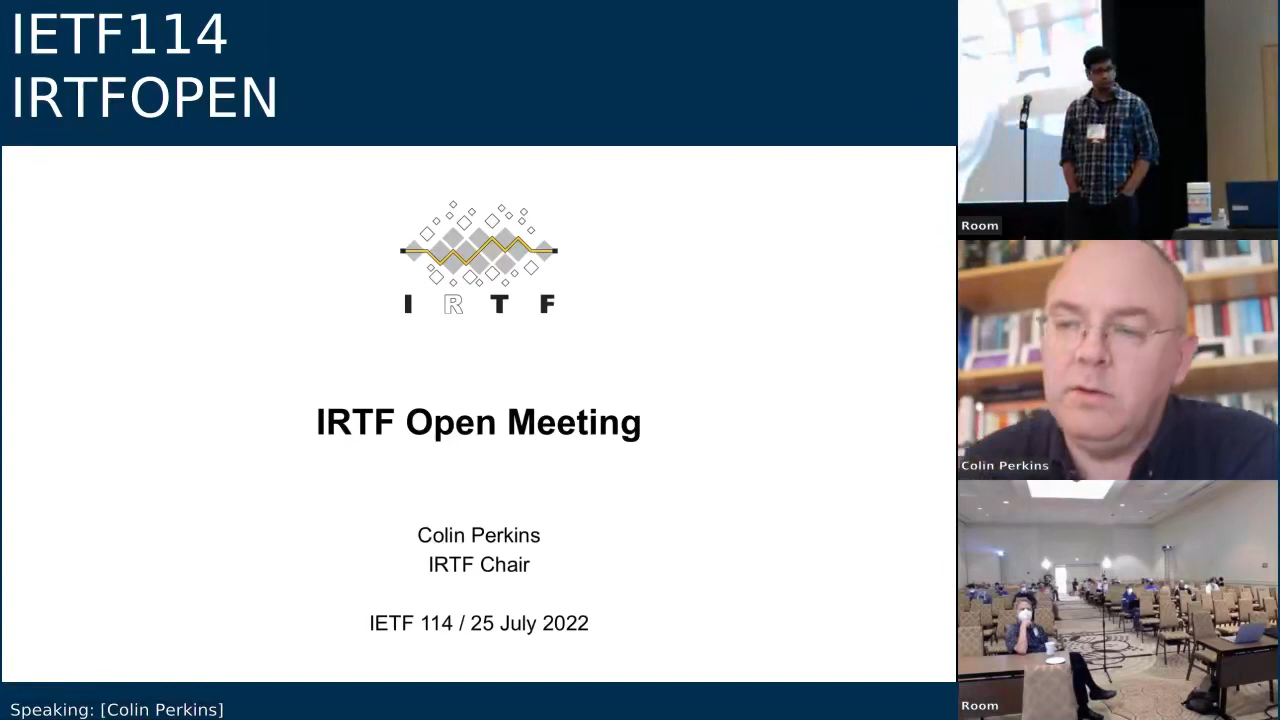 IETF114
IRTFOPEN
I R T F
IRTF Open Meeting
Colin Perkins
IRTF Chair
IETF 114 / 25 July 2022
Speaking: [Colin Perkins]
Room
Colin Perkins
Room